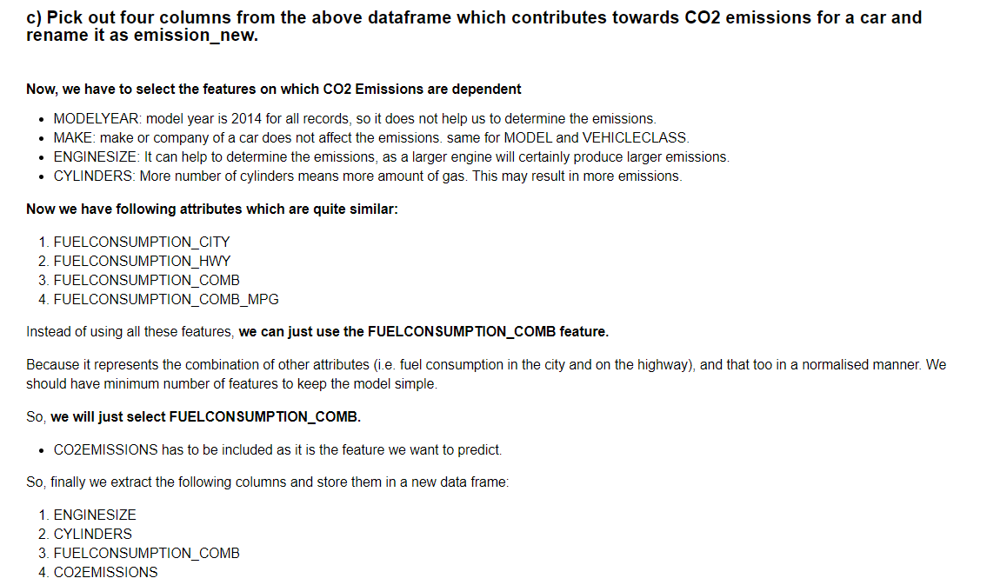 c) Pick out four columns from the above dataframe which contributes towards CO2 emissions for a car and
rename it as emission_new.
Now, we have to select the features on which CO2 Emissions are dependent
• MODELYEAR: model year is 2014 for all records, so it does not help us to determine the emissions.
• MAKE: make or company of a car does not affect the emissions. same for MODEL and VEHICLECLASS.
• ENGINESIZE: It can help to determine the emissions, as a larger engine will certainly produce larger emissions.
• CYLINDERS: More number of cylinders means more amount of gas. This may result in more emissions.
Now we have following attributes which are quite similar:
1. FUELCONSUMPTION_CITY
2. FUELCONSUMPTION_HWY
3. FUELCONSUMPTION_COMB
4. FUELCONSUMPTION_COMB_MPG
Instead of using all these features, we can just use the FUELCONSUMPTION_COMB feature.
Because it represents the combination of other attributes (i.e. fuel consumption in the city and on the highway), and that too in a normalised manner. We
should have minimum number of features to keep the model simple.
So, we will just select FUELCONSUMPTION_COMB.
• CO2EMISSIONS has to be included as it is the feature we want to predict.
So, finally we extract the following columns and store them in a new data frame:
1. ENGINESIZE
2. CYLINDERS
3. FUELCONSUMPTION_COMB
4. CO2EMISSIONS